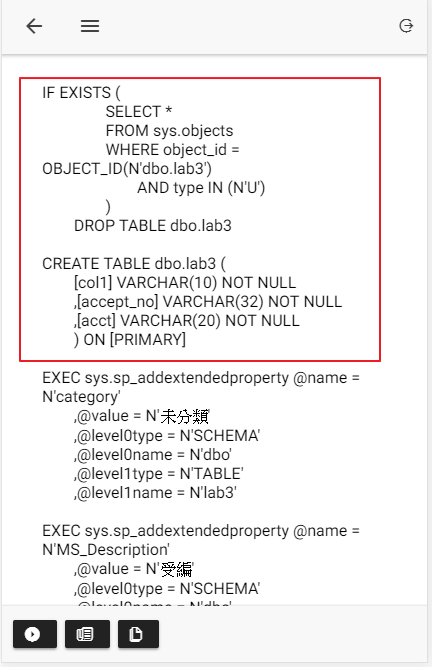 IF EXISTS (
SELECT *
FROM sys.objects
WHERE object_id =
OBJECT_ID(N'dbo.lab3')
AND type IN (N'U')
)
DROP TABLE dbo.lab3
CREATE TABLE dbo.lab3 (
[col1] VARCHAR(10) NOT NULL
,[accept_no] VARCHAR(32) NOT NULL
,[acct] VARCHAR(20) NOT NULL
) ON [PRIMARY]
EXEC sys.sp_addextendedproperty @name =
N'category'
,@value = N'未分類'
,@level0type = N'SCHEMA'
,@level0name = N'dbo'
,@level1type = N'TABLE'
,@level1name = N'lab3'
EXEC sys.sp_addextendedproperty @name =
N'MS_Description'
,@value = N'受編'
,@level0type = N'SCHEMA'
,@level0name = N'dbo'